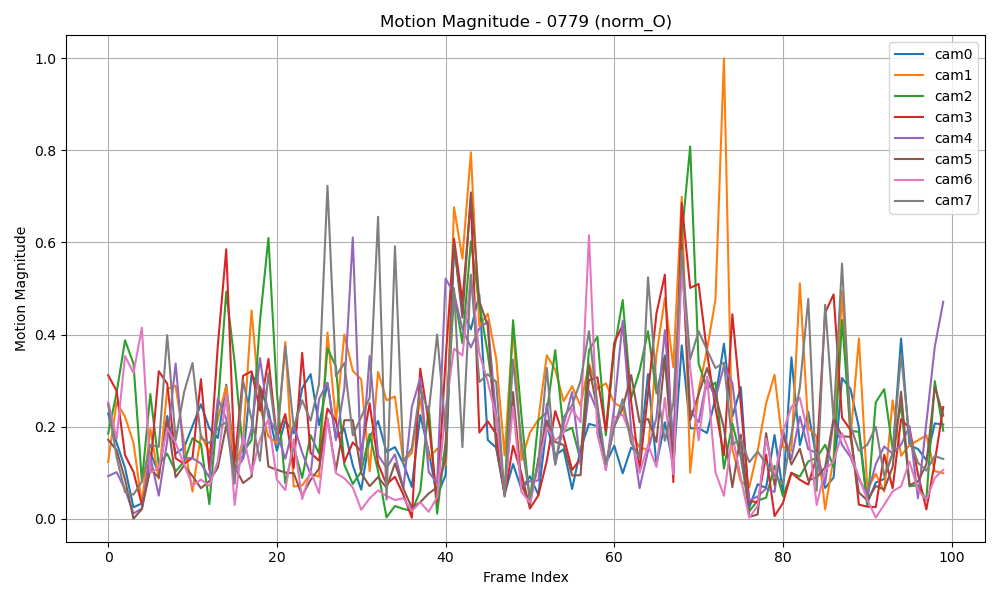 Motion Magnitude - 0779 (norm_O)
Motion Magnitude
1.0
0.8
0.6
0.4
0.2
0.0
0
20
40
60
80
100
Frame Index
cam0
cam1
cam2
cam3
cam4
cam5
cam6
cam7